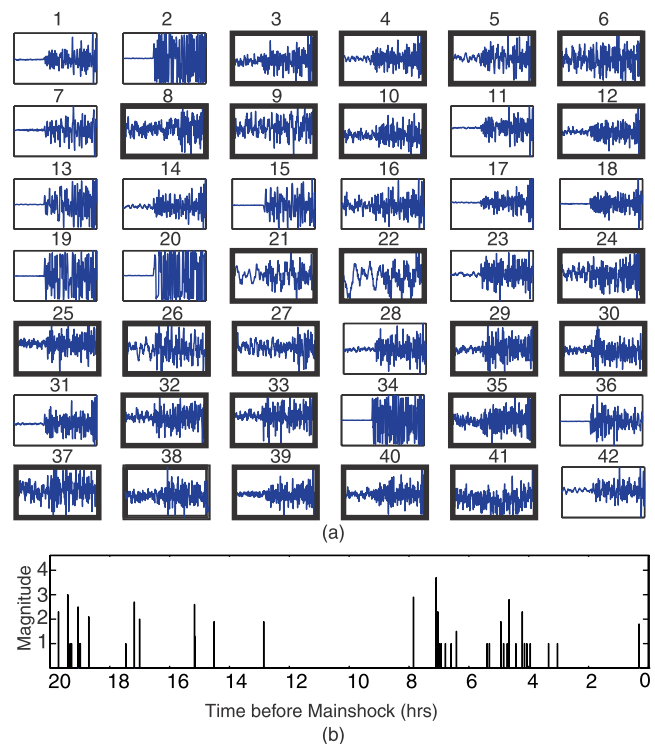 1 2 3 4 5 6
7 8 9 10 11 12
13 14 15 16 17 18
19 20 21 22 23 24
25 26 27 28 29 30
31 32 33 34 35 36
37 38 39 40 41 42
(a)
Magnitude
4
3
2
1
20 18 16 14 12 10 8 6 4 2 0
Time before Mainshock (hrs)
(b)